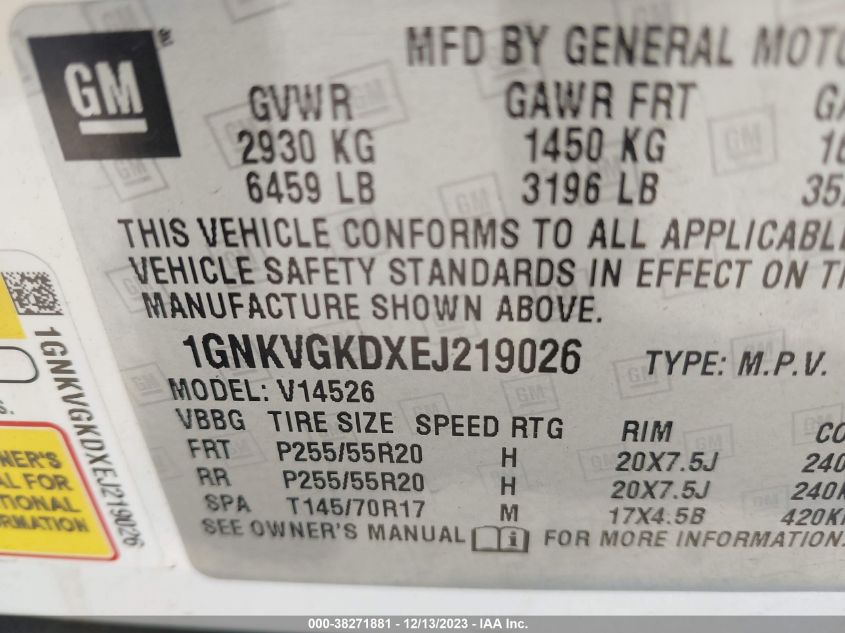 GM
MFD BY GENERAL
GVWR GAWR FRT
2930 KG 1450 KG
6459 LB 3196 LB
THIS VEHICLE CONFORMS TO ALL
VEHICLE SAFETY STANDARDS IN EFFECT ON
MANUFACTURE SHOWN ABOVE.
1GNKVGKDXEJ219026 TYPE: M.P.V.
MODEL: V14526
VBBG TIRE SIZE SPEED RTG RIM
FRT P255/55R20 H 20X7.5J
RR P255/55R20 H 20X7.5J
SPA T145/70R17 M 17X4.5B
SEE OWNER'S MANUAL i FOR MORE INFORMATION.
1GNKVGKDXEJ219026
FOR
000-38271881 - 12/13/2023 - IAA Inc.